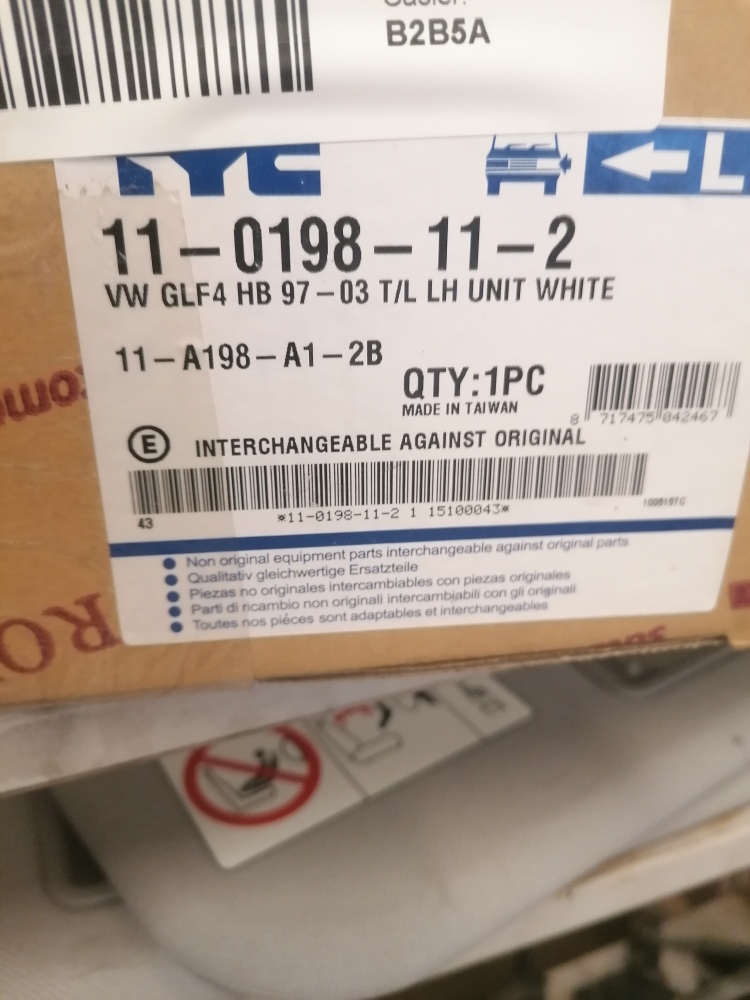 B2B5A
TYC
L
11-0198-11-2
VW GLF4 HB 97-03 T/L LH UNIT WHITE
11-A198-A1-2B
QTY:1PC
MADE IN TAIWAN
8 717475 042467
E INTERCHANGEABLE AGAINST ORIGINAL
43
*11-0198-11-2 1 15100043*
Non original equipment parts interchangeable against original parts
Qualitativ gleichwertige Ersatzteile
Piezas no originales intercambiables con piezas originales
Parti di ricambio non originali intercambiabili con gli originali
Toutes nos piéces sont adaptables et interchangeables